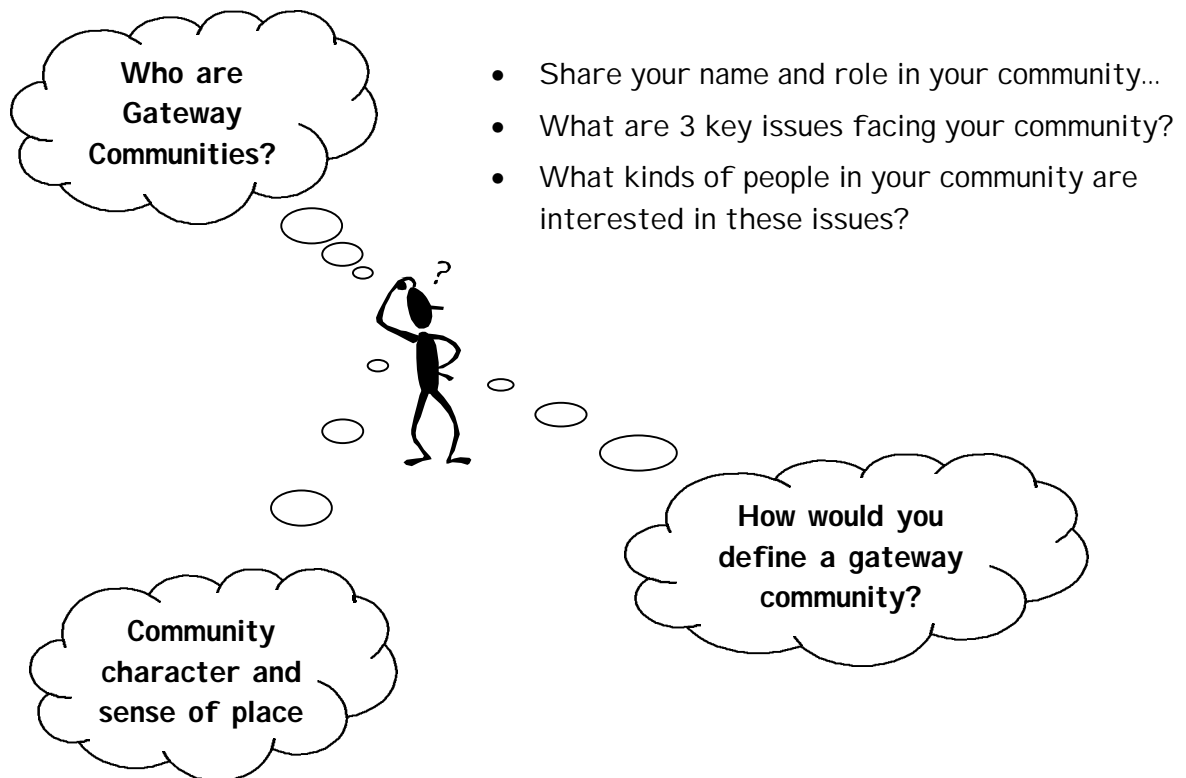 Who are
Gateway
Communities?
• Share your name and role in your community...
• What are 3 key issues facing your community?
• What kinds of people in your community are
interested in these issues?
?
How would you
define a gateway
community?
Community
character and
sense of place